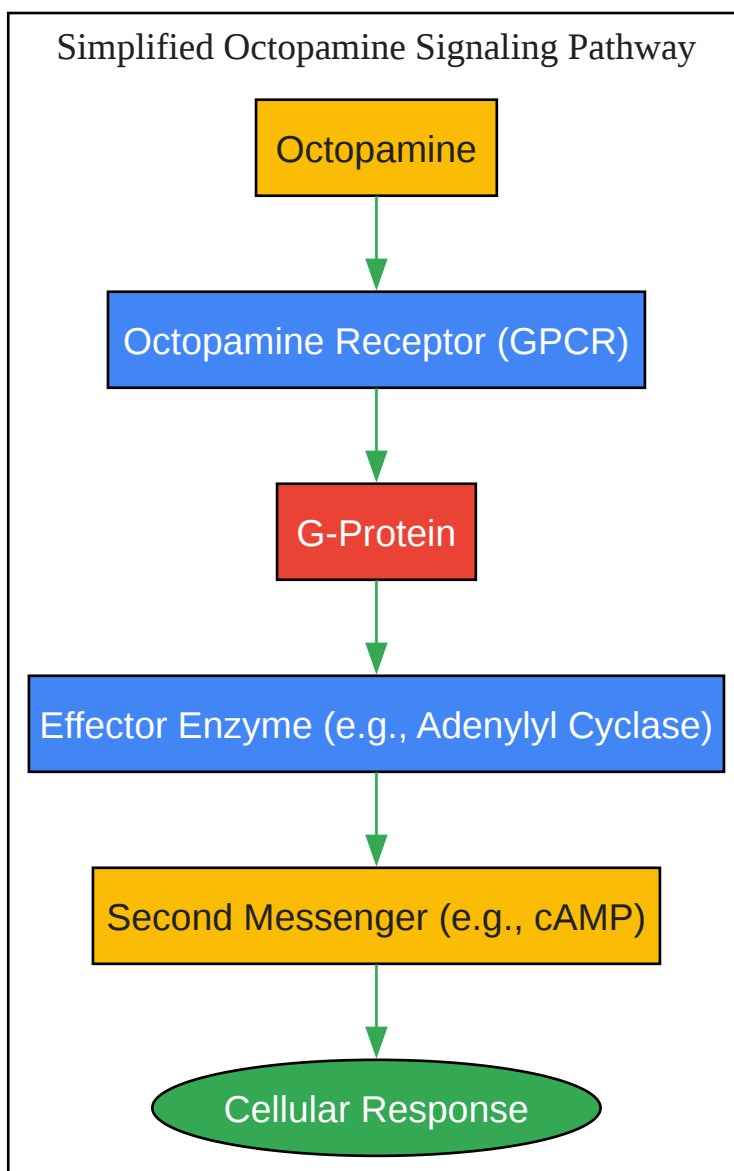 Simplified Octopamine Signaling Pathway
Octopamine
Octopamine Receptor (GPCR)
G-Protein
Effector Enzyme (e.g., Adenylyl Cyclase)
Second Messenger (e.g., cAMP)
Cellular Response